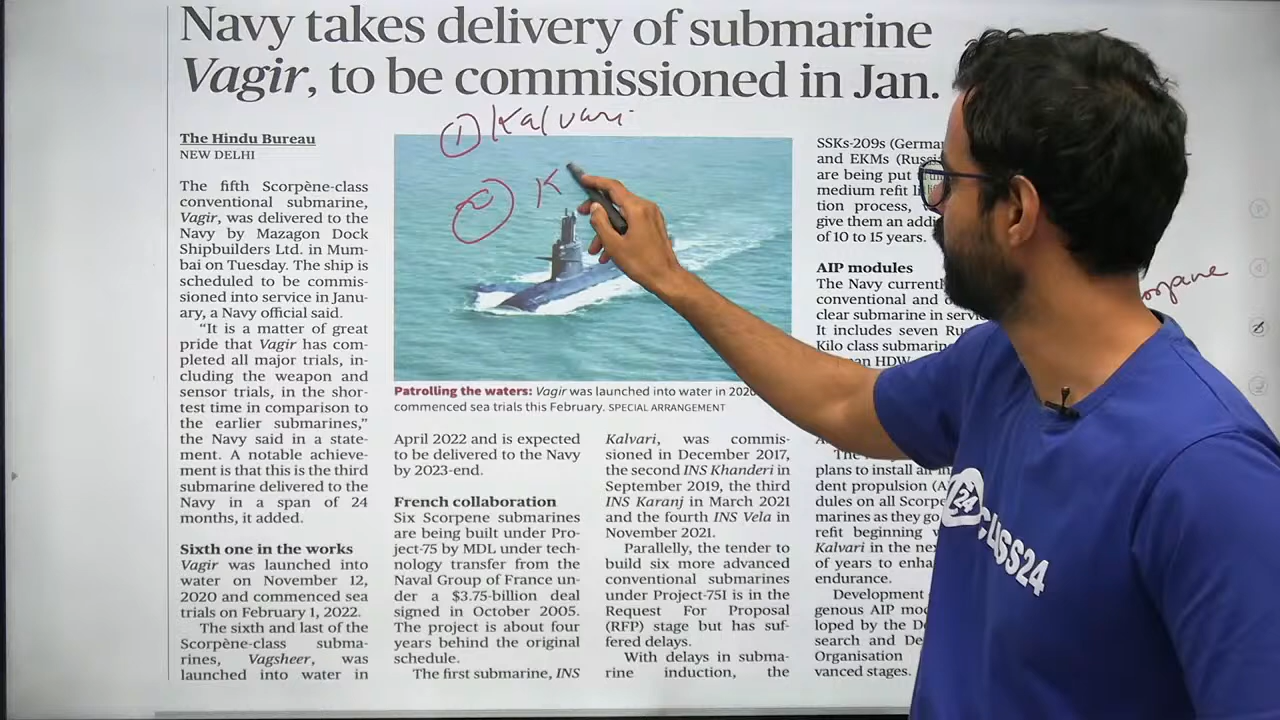 Navy takes delivery of submarine
Vagir, to be commissioned in Jan.
The Hindu Bureau
NEW DELHI
The fifth Scorpène-class
conventional submarine,
Vagir, was delivered to the
Navy by Mazagon Dock
Shipbuilders Ltd. in Mum-
bai on Tuesday. The ship is
scheduled to be commis-
sioned into service in Janu-
ary, a Navy official said.
“It is a matter of great
pride that Vagir has com-
pleted all major trials, in-
cluding the weapon and
sensor trials, in the shor-
test time in comparison to
the earlier submarines,”
the Navy said in a state-
ment. A notable achieve-
ment is that this is the third
submarine delivered to the
Navy in a span of 24
months, it added.
Sixth one in the works
Vagir was launched into
water on November 12,
2020 and commenced sea
trials on February 1, 2022.
The sixth and last of the
Scorpène-class subma-
rines, Vagsheer, was
launched into water in
① Kalvari
② K
Patrolling the waters: Vagir was launched into water in 2020
commenced sea trials this February. SPECIAL ARRANGEMENT
April 2022 and is expected
to be delivered to the Navy
by 2023-end.
French collaboration
Six Scorpene submarines
are being built under Pro-
ject-75 by MDL under tech-
nology transfer from the
Naval Group of France un-
der a $3.75-billion deal
signed in October 2005.
The project is about four
years behind the original
schedule.
The first submarine, INS
Kalvari, was commis-
sioned in December 2017,
the second INS Khanderi in
September 2019, the third
INS Karanj in March 2021
and the fourth INS Vela in
November 2021.
Parallelly, the tender to
build six more advanced
conventional submarines
under Project-75I is in the
Request For Proposal
(RFP) stage but has suf-
fered delays.
With delays in subma-
rine induction, the
SSKs-209s (German
and EKMs (Russi
are being put
medium refit li
tion process,
give them an addi
of 10 to 15 years.
AIP modules
The Navy current
conventional and o
clear submarine in servi
It includes seven Ru
Kilo class submarin
an HDW
The
plans to install air in
dent propulsion (A
dules on all Scorpe
marines as they go
refit beginning
Kalvari in the nex
of years to enha
endurance.
Development
genous AIP mod
loped by the De
search and De
Organisation
vanced stages.
24
CLASS24